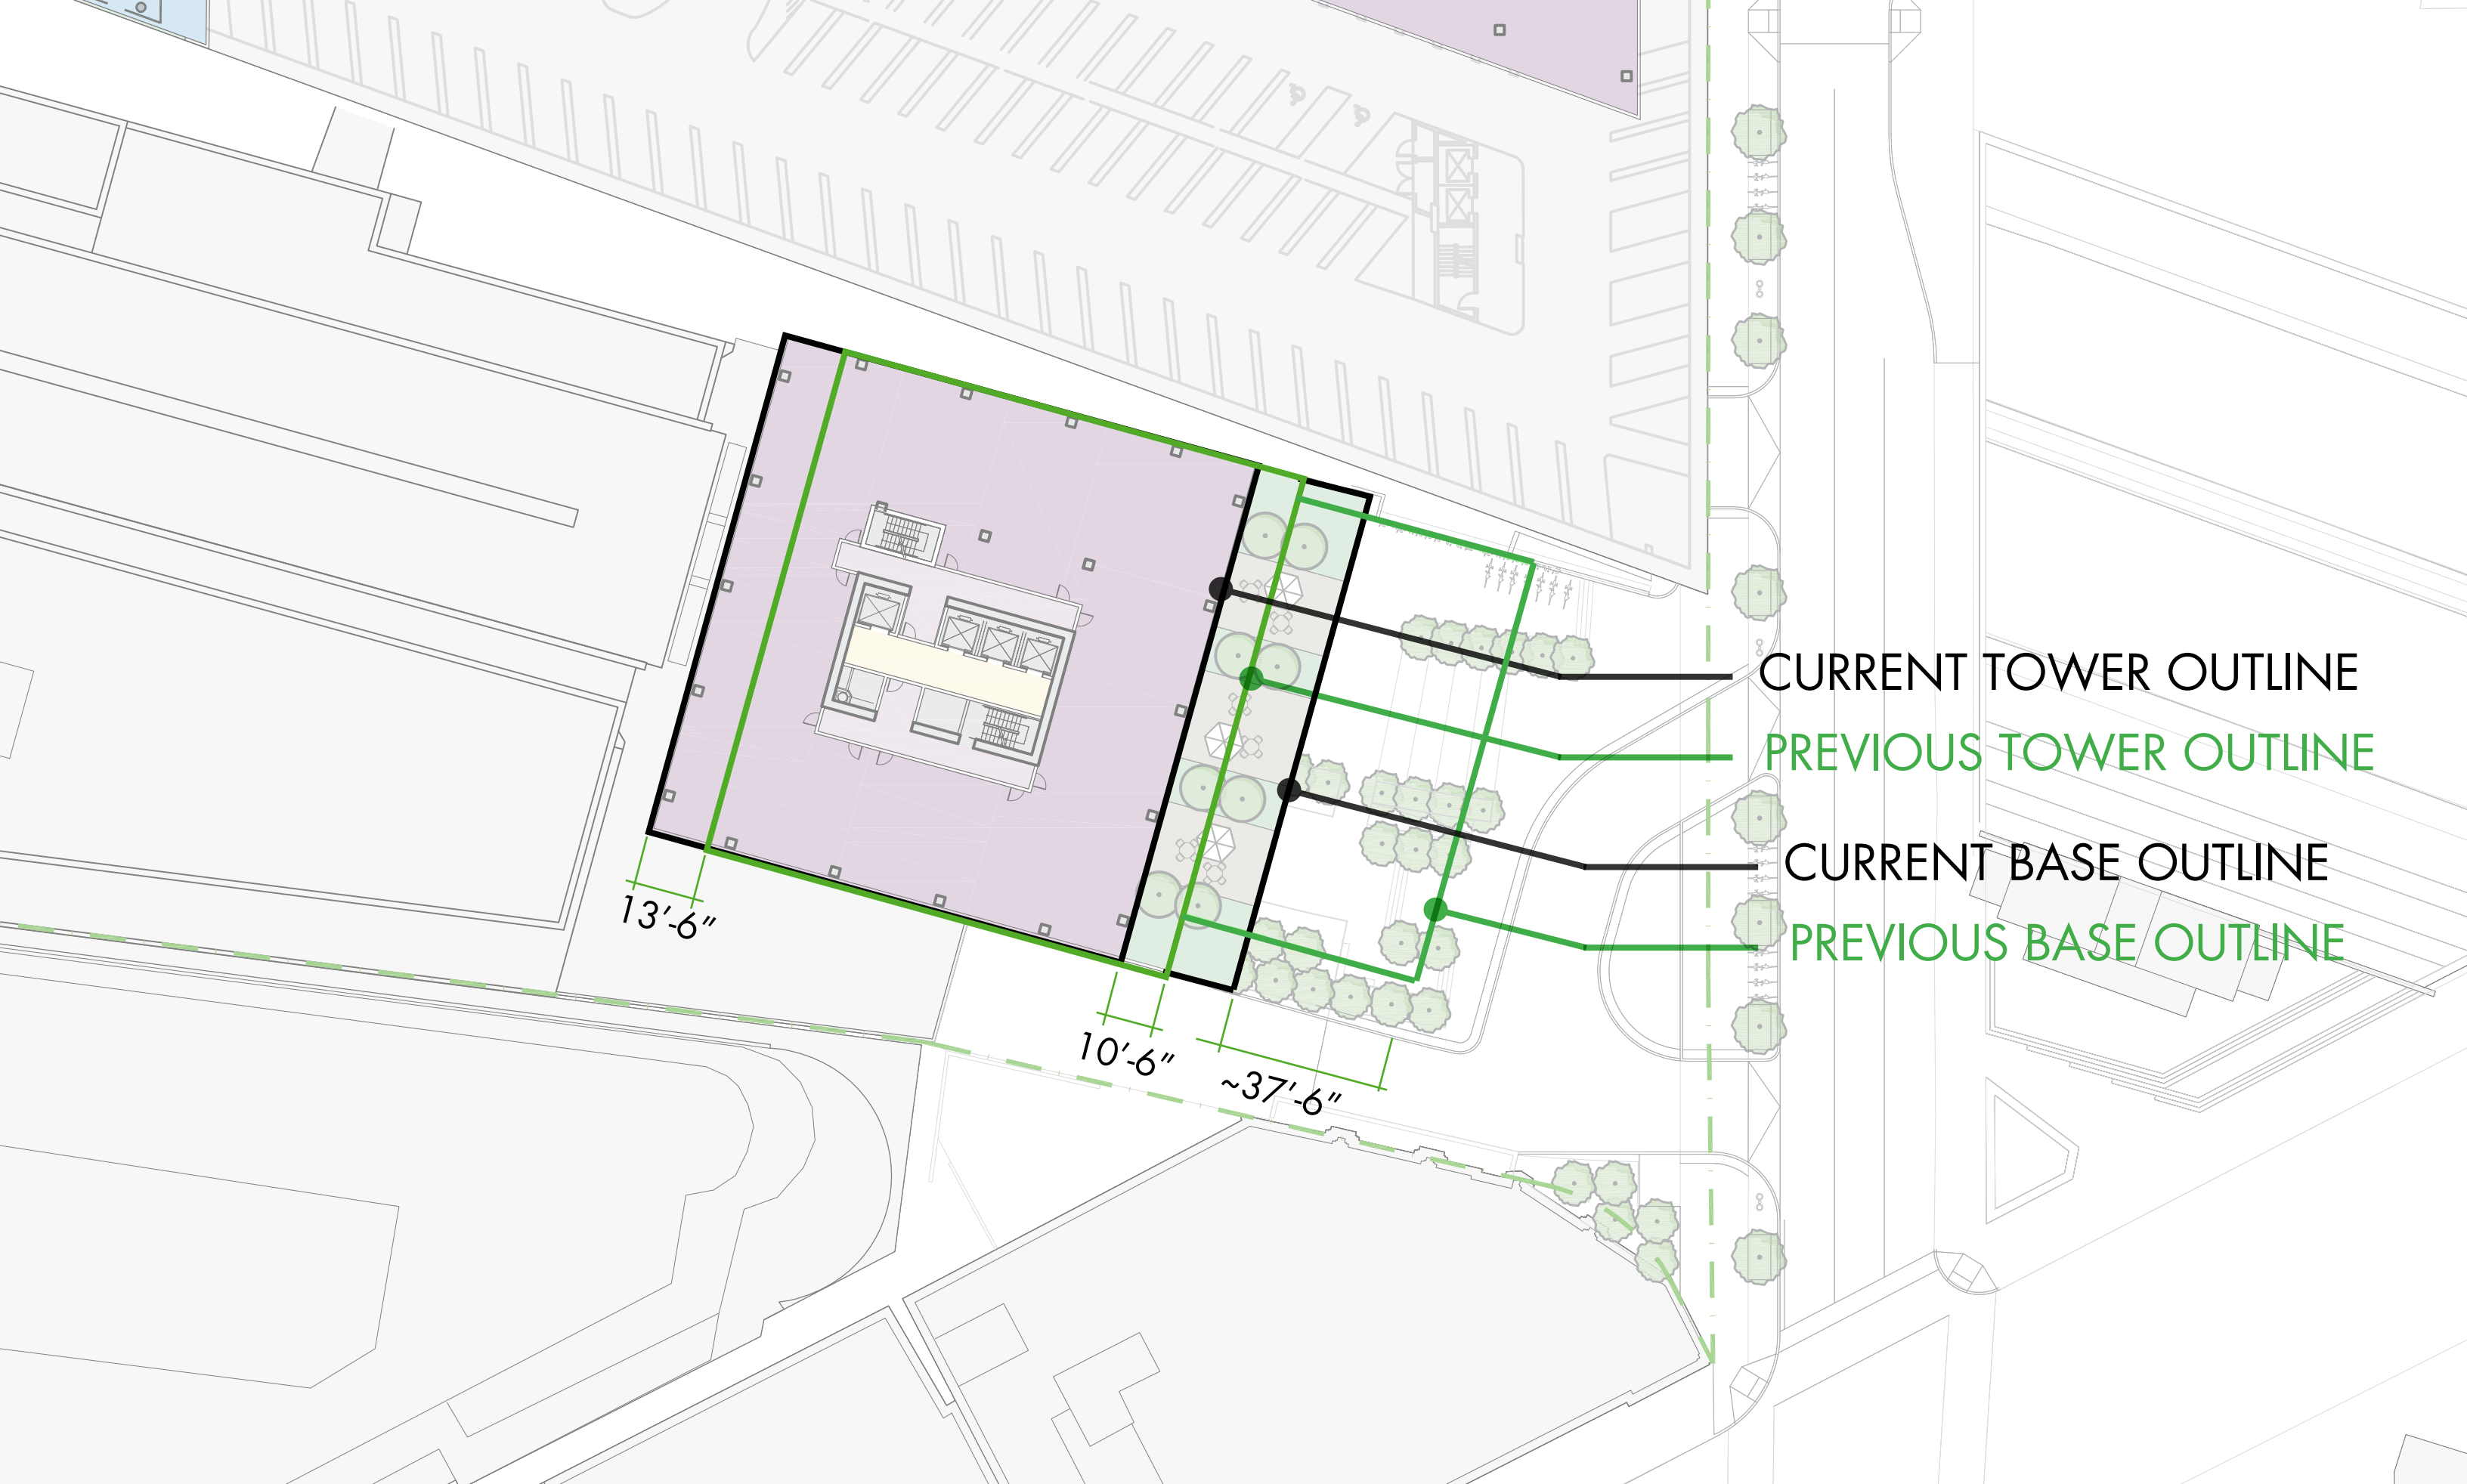 CURRENT TOWER OUTLINE
PREVIOUS TOWER OUTLINE
CURRENT BASE OUTLINE
PREVIOUS BASE OUTLINE
13'-6"
10'-6"
~37'-6"